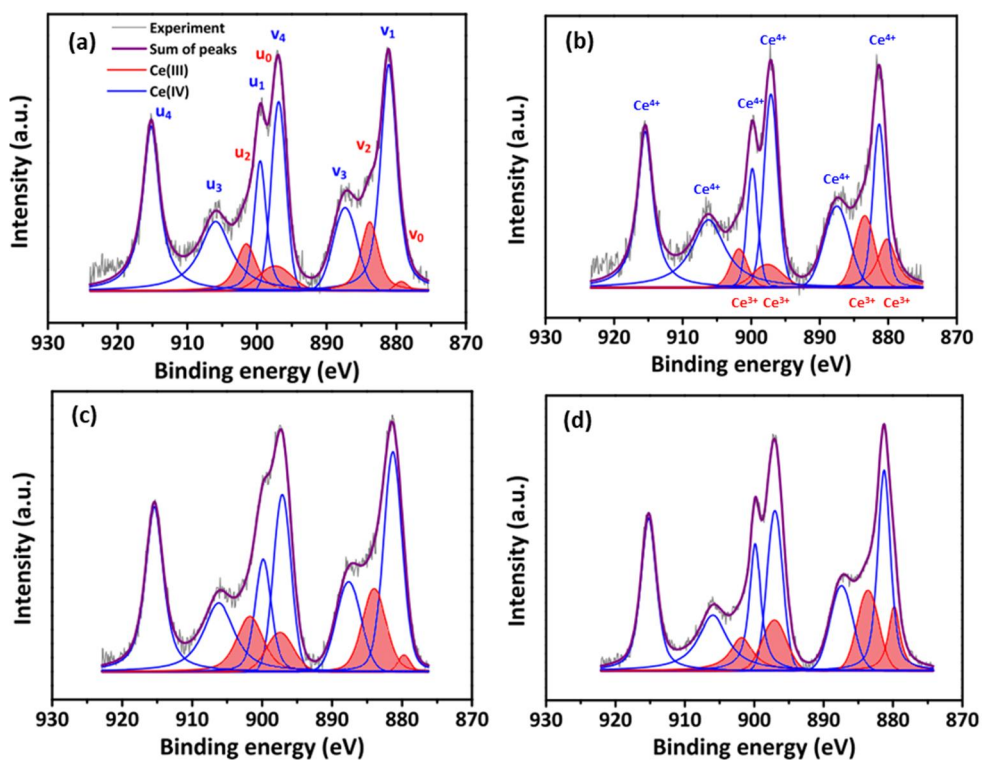 (a)
Experiment
Sum of peaks
Ce(III)
Ce(IV)
u₄
u₃
u₂
u₁
u₀
v₄
v₃
v₂
v₁
v₀
Intensity (a.u.)
930 920 910 900 890 880 870
Binding energy (eV)
(b)
Ce⁴⁺
Ce⁴⁺
Ce⁴⁺
Ce⁴⁺
Ce⁴⁺
Ce⁴⁺
Ce³⁺ Ce³⁺ Ce³⁺ Ce³⁺
Intensity (a.u.)
930 920 910 900 890 880 870
Binding energy (eV)
(c)
Intensity (a.u.)
930 920 910 900 890 880 870
Binding energy (eV)
(d)
Intensity (a.u.)
930 920 910 900 890 880 870
Binding energy (eV)